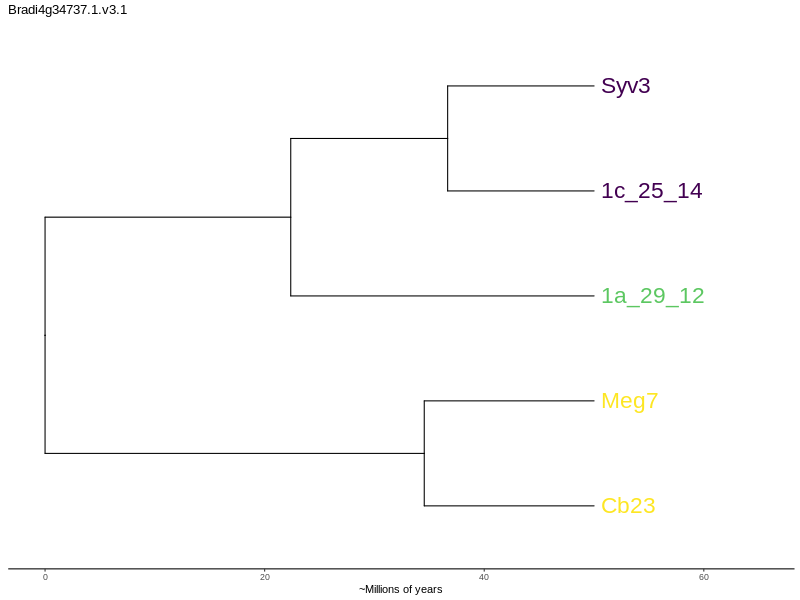 Bradi4g34737.1.v3.1
Syv3
1c_25_14
1a_29_12
Meg7
Cb23
0 20 40 60
~Millions of years